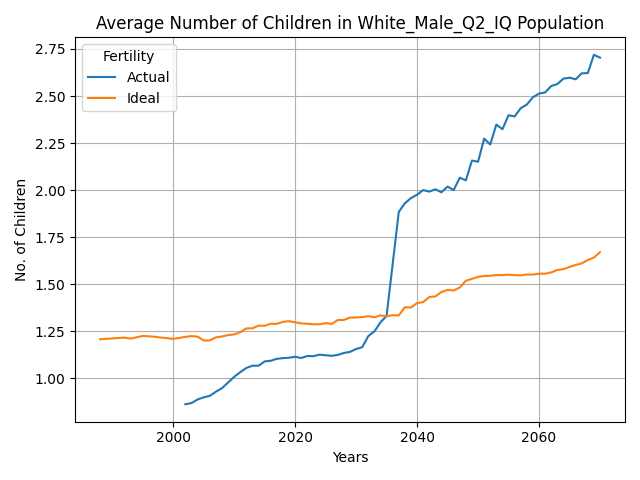 Average Number of Children in White_Male_Q2_IQ Population
Fertility
Actual
Ideal
No. of Children
2.75
2.50
2.25
2.00
1.75
1.50
1.25
1.00
2000
2020
2040
2060
Years